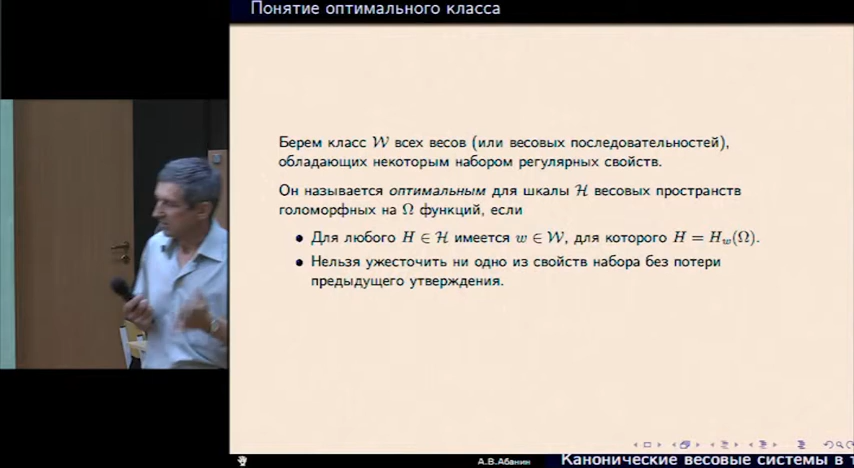 Понятие оптимального класса
Берем класс 𝒲 всех весов (или весовых последовательностей),
обладающих некоторым набором регулярных свойств.
Он называется оптимальным для шкалы ℋ весовых пространств
голоморфных на Ω функций, если
• Для любого H ∈ ℋ имеется w ∈ 𝒲, для которого H = H_w(Ω).
• Нельзя ужесточить ни одно из свойств набора без потери
предыдущего утверждения.
А.В.Абанин
Канонические весовые системы в т